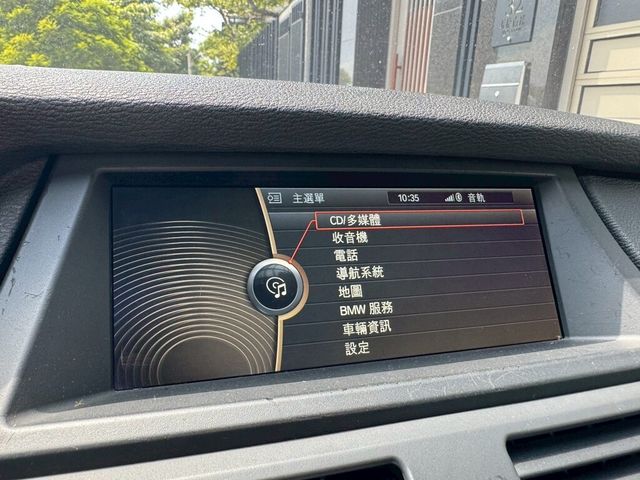 主選單 10:35 音軌
CD/多媒體
收音機
電話
導航系統
地圖
BMW 服務
車輛資訊
設定